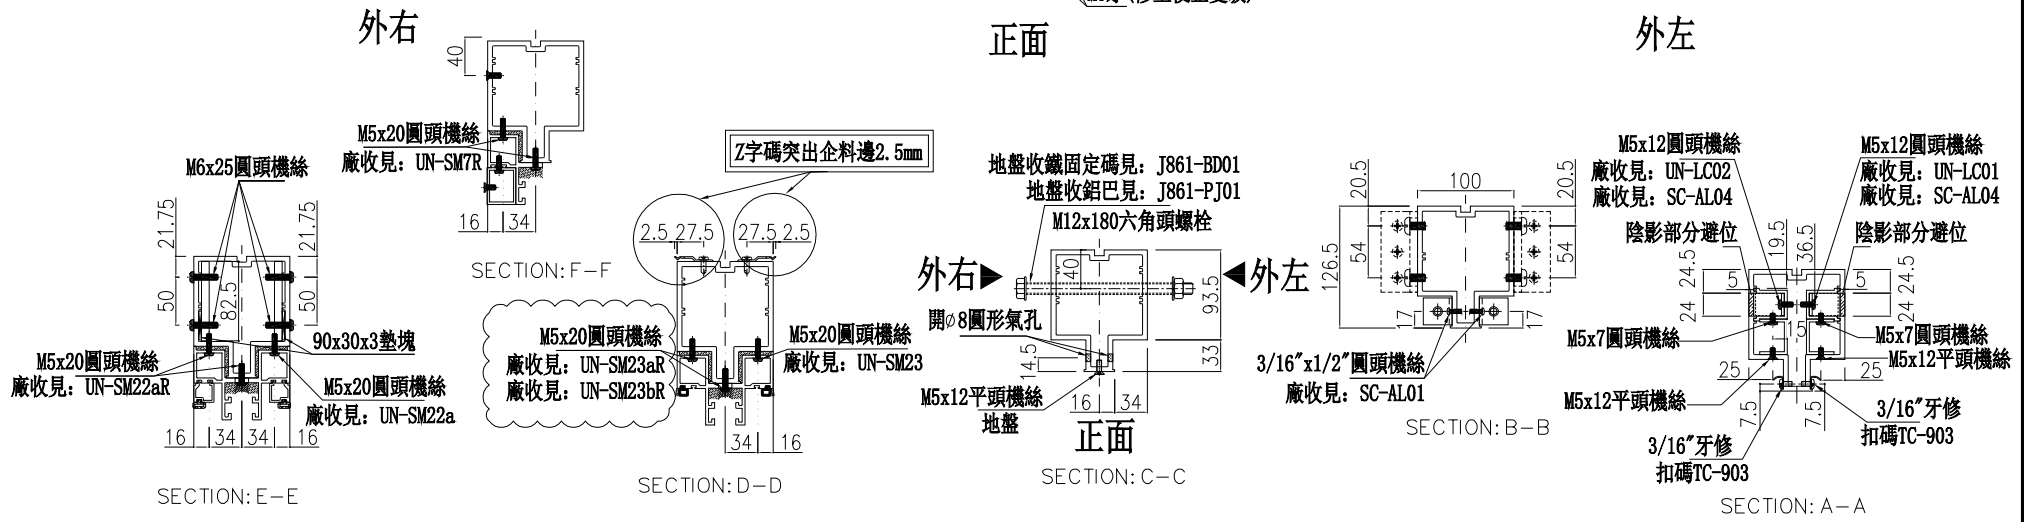 外右
正面
外左
40
M5x20圓頭機絲
廠收見: UN-SM7R
16
34
SECTION: F-F
M6x25圓頭機絲
21.75
21.75
50
50
82.5
90x30x3墊塊
M5x20圓頭機絲
廠收見: UN-SM22aR
M5x20圓頭機絲
廠收見: UN-SM22a
16
34
34
16
SECTION: E-E
Z字碼突出企料邊2.5mm
2.5
27.5
27.5
2.5
M5x20圓頭機絲
廠收見: UN-SM23aR
廠收見: UN-SM23bR
M5x20圓頭機絲
廠收見: UN-SM23
34
16
SECTION: D-D
地盤收鐵固定碼見: J861-BD01
地盤收鋁巴見: J861-PJ01
M12x180六角頭螺栓
外右
外左
40
93.5
33
開Ø8圓形氣孔
14.5
M5x12平頭機絲
地盤
16
34
正面
SECTION: C-C
20.5
100
20.5
126.5
54
54
17
17
3/16"x1/2"圓頭機絲
廠收見: SC-AL01
SECTION: B-B
M5x12圓頭機絲
廠收見: UN-LC02
廠收見: SC-AL04
陰影部分避位
M5x12圓頭機絲
廠收見: UN-LC01
廠收見: SC-AL04
陰影部分避位
19.5
36.5
24.5
5
5
24.5
24
24
15
M5x7圓頭機絲
M5x7圓頭機絲
M5x12平頭機絲
25
25
M5x12平頭機絲
7.5
7.5
3/16"牙修
扣碼TC-903
3/16"牙修
扣碼TC-903
SECTION: A-A